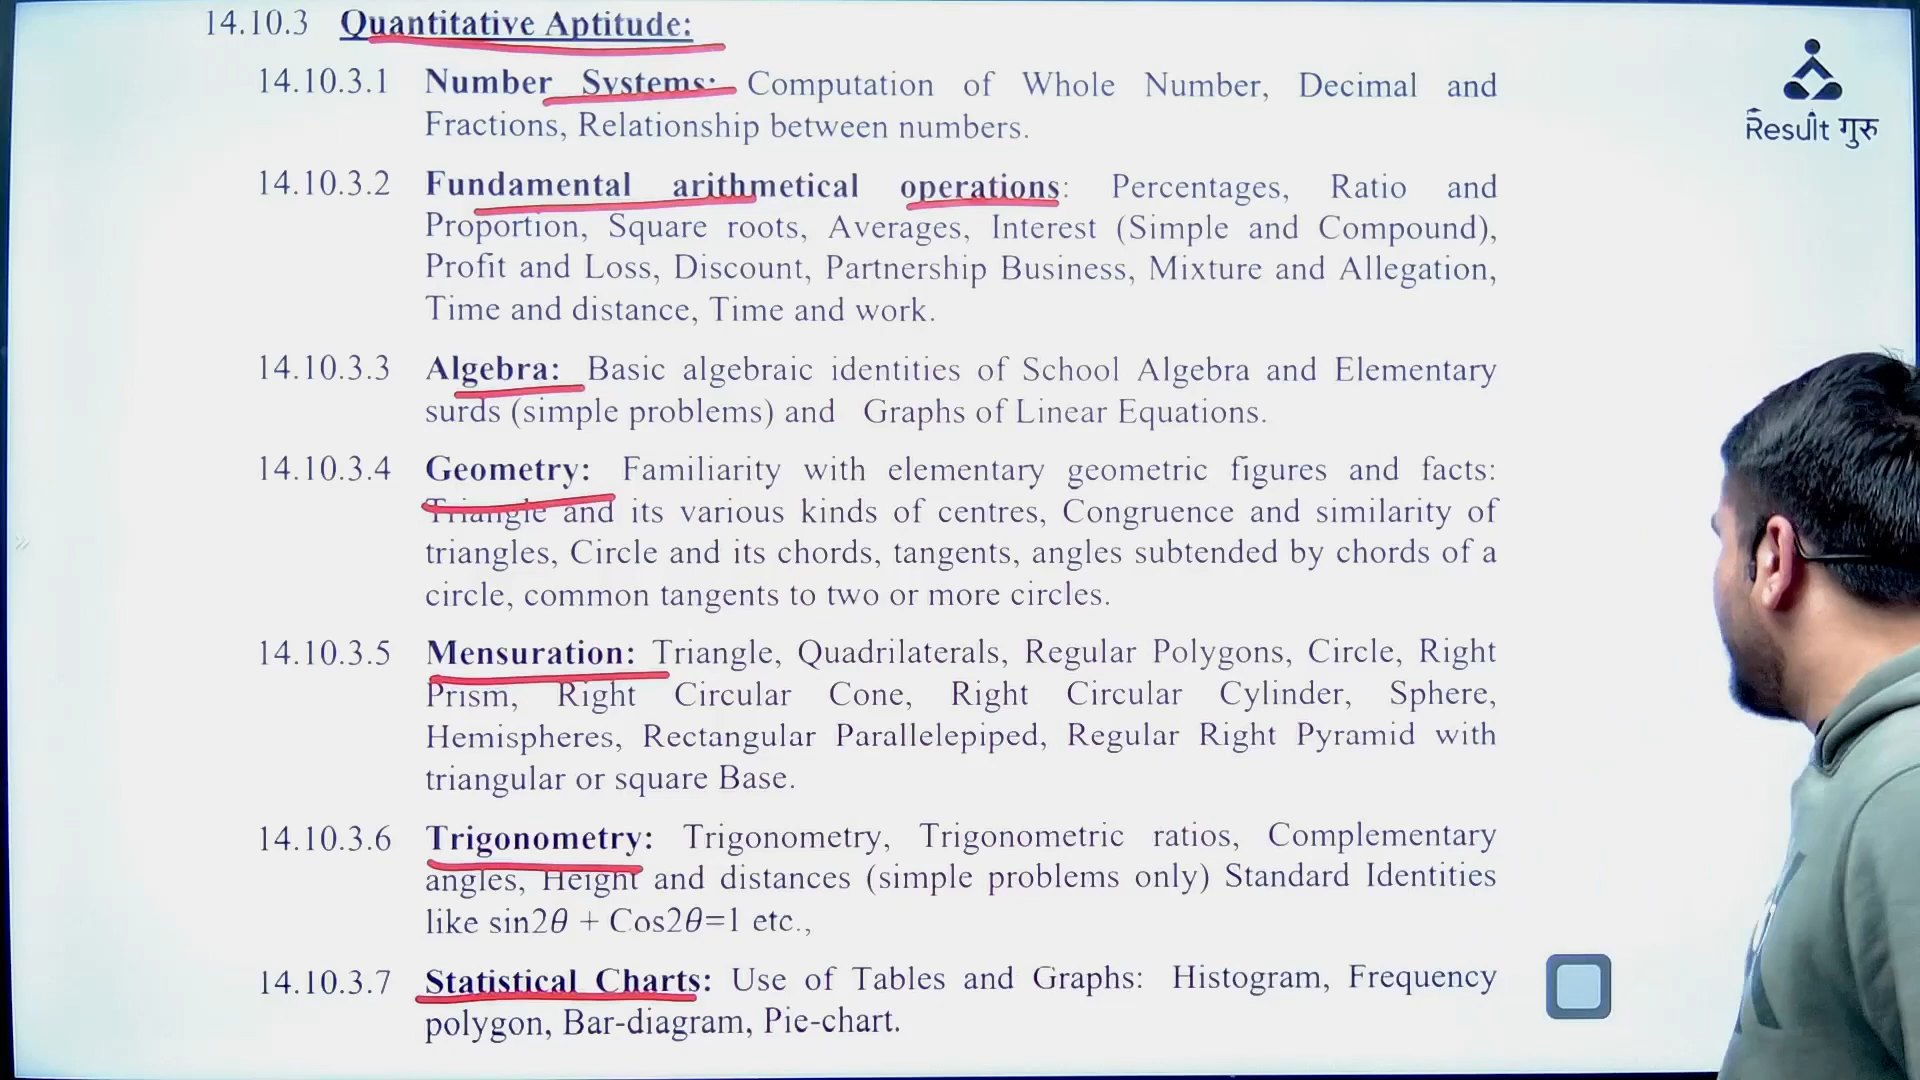 14.10.3 Quantitative Aptitude:
14.10.3.1 Number Systems: Computation of Whole Number, Decimal and
Fractions, Relationship between numbers.
14.10.3.2 Fundamental arithmetical operations: Percentages, Ratio and
Proportion, Square roots, Averages, Interest (Simple and Compound),
Profit and Loss, Discount, Partnership Business, Mixture and Allegation,
Time and distance, Time and work.
14.10.3.3 Algebra: Basic algebraic identities of School Algebra and Elementary
surds (simple problems) and Graphs of Linear Equations.
14.10.3.4 Geometry: Familiarity with elementary geometric figures and facts:
Triangle and its various kinds of centres, Congruence and similarity of
triangles, Circle and its chords, tangents, angles subtended by chords of a
circle, common tangents to two or more circles.
14.10.3.5 Mensuration: Triangle, Quadrilaterals, Regular Polygons, Circle, Right
Prism, Right Circular Cone, Right Circular Cylinder, Sphere,
Hemispheres, Rectangular Parallelepiped, Regular Right Pyramid with
triangular or square Base.
14.10.3.6 Trigonometry: Trigonometry, Trigonometric ratios, Complementary
angles, Height and distances (simple problems only) Standard Identities
like sin2θ + Cos2θ=1 etc.,
14.10.3.7 Statistical Charts: Use of Tables and Graphs: Histogram, Frequency
polygon, Bar-diagram, Pie-chart.
Result गुरु